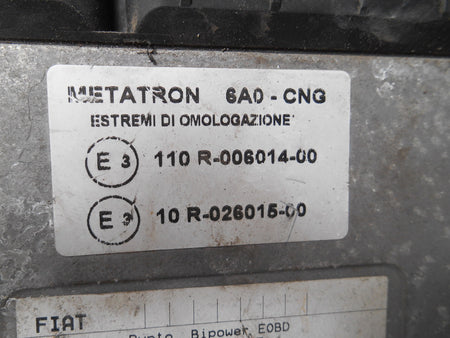 METATRON 6A0 - CNG
ESTREMI DI OMOLOGAZIONE
E 3 110 R-006014-00
E 3 10 R-026015-00
FIAT
Punto Bipower EOBD